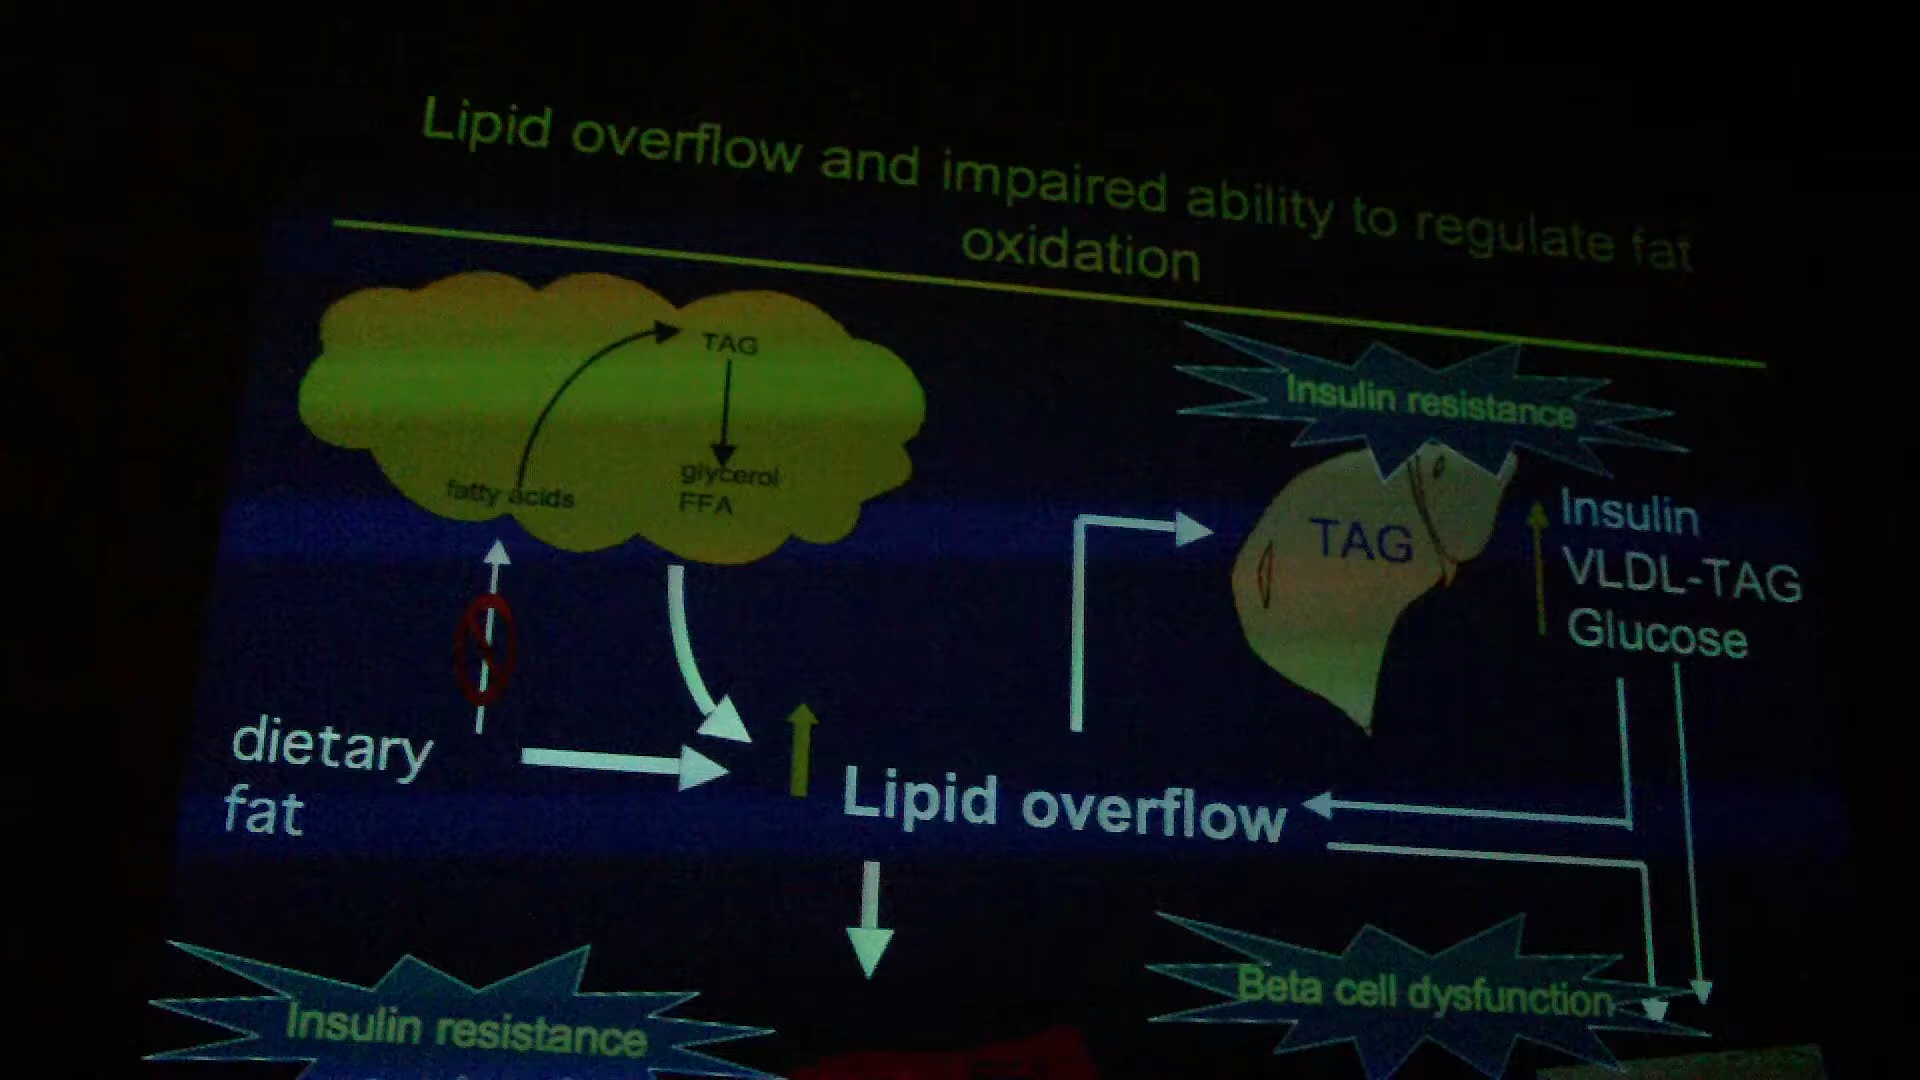 Lipid overflow and impaired ability to regulate fat
oxidation
TAG
glycerol
FFA
fatty acids
Insulin resistance
TAG
Insulin
VLDL-TAG
Glucose
dietary
fat
Lipid overflow
Beta cell dysfunction
Insulin resistance